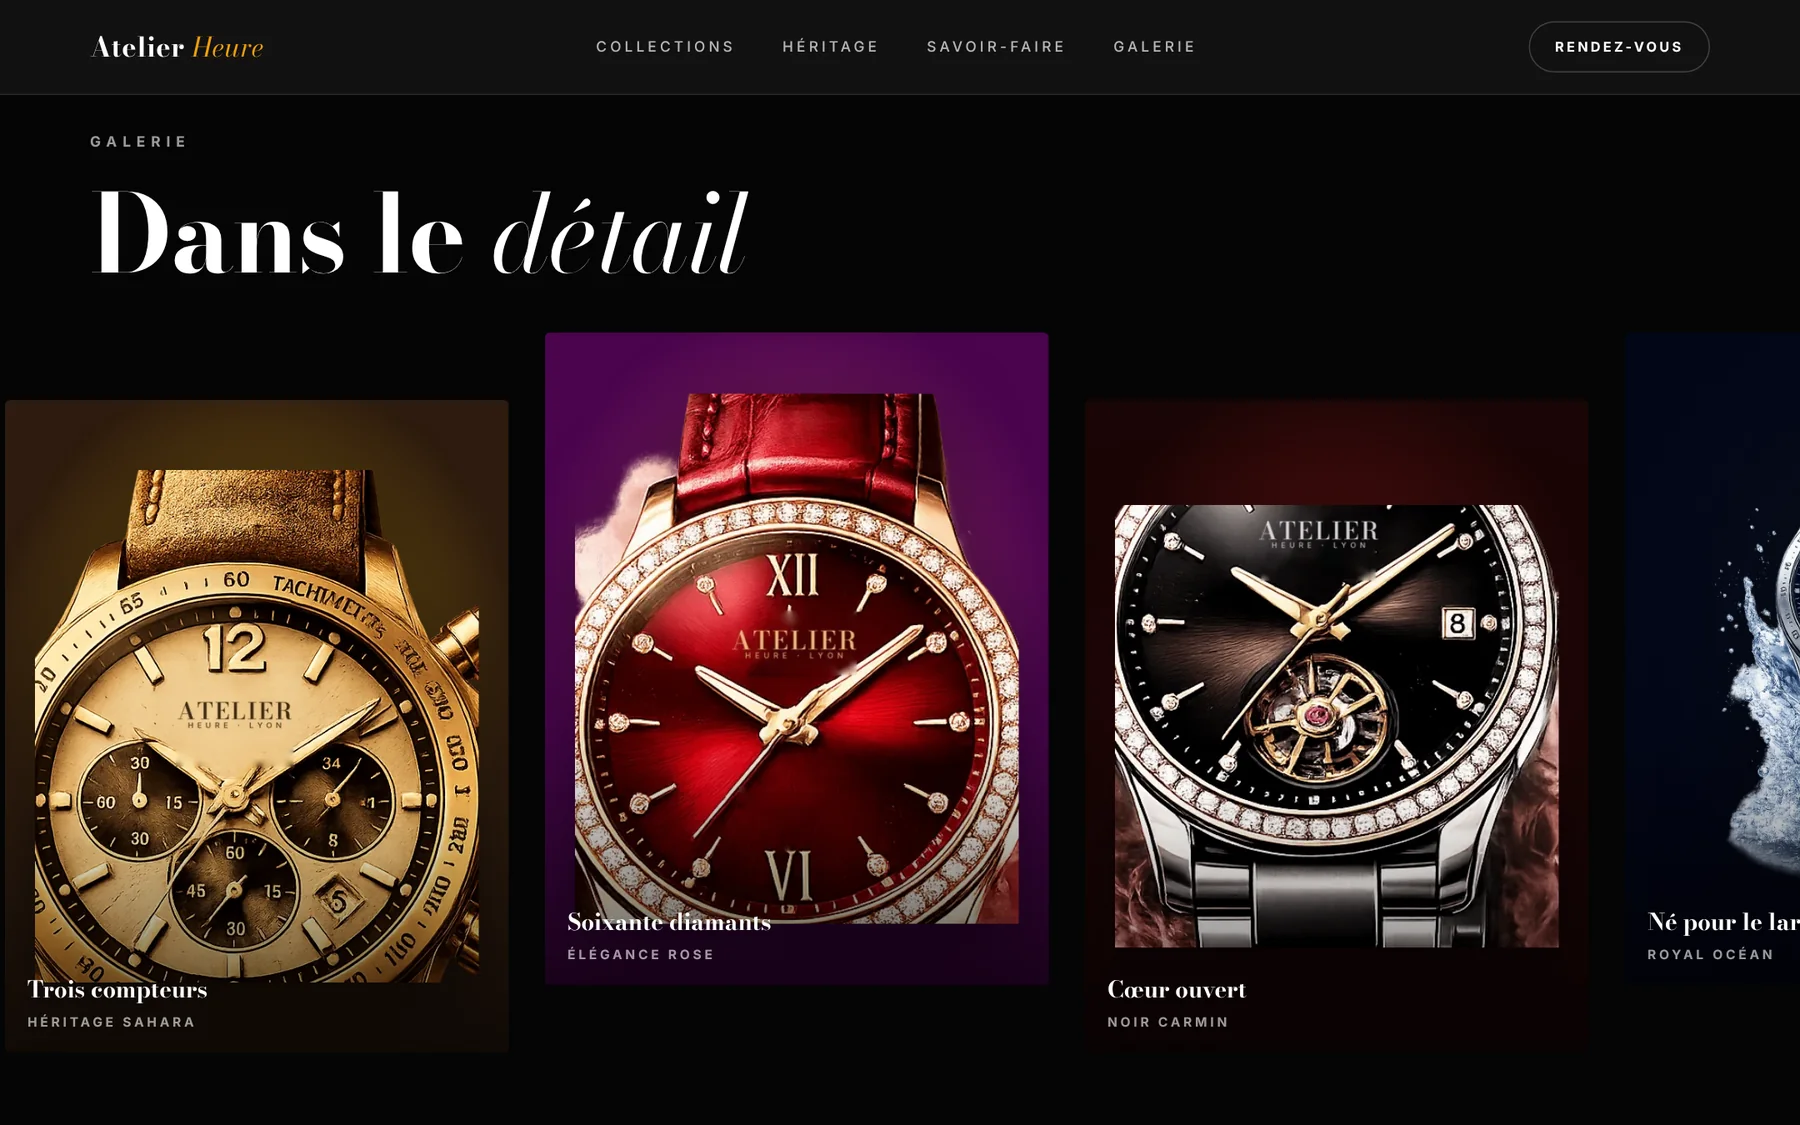 Atelier Heure
COLLECTIONS
HÉRITAGE
SAVOIR-FAIRE
GALERIE
RENDEZ-VOUS
GALERIE
Dans le détail
65
60
TACHIMETTS
12
ATELIER
HEURE · LYON
30
60
15
30
34
8
60
45
15
30
Trois compteurs
HÉRITAGE SAHARA
XII
ATELIER
HEURE · LYON
VI
Soixante diamants
ÉLÉGANCE ROSE
ATELIER
HEURE · LYON
8
Cœur ouvert
NOIR CARMIN
Né pour le lar
ROYAL OCÉAN